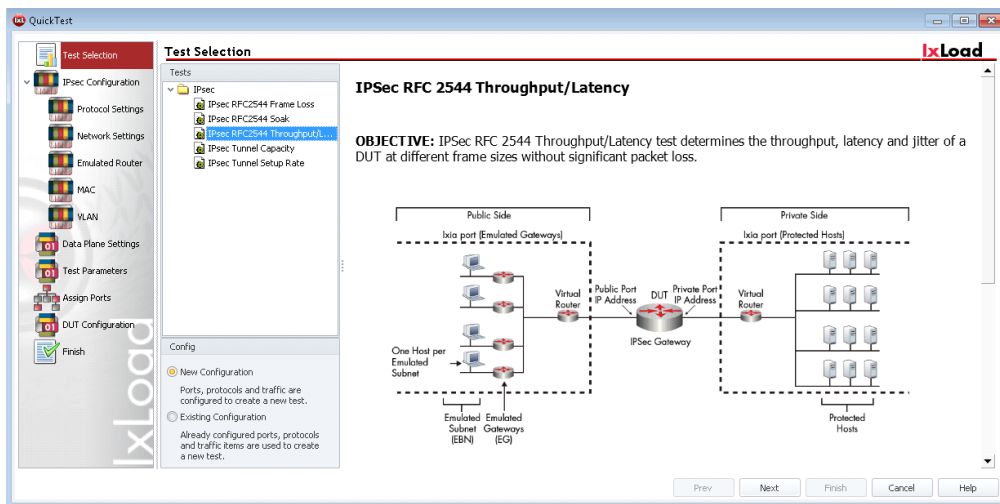 QuickTest
Test Selection
IPsec Configuration
Protocol Settings
Network Settings
Emulated Router
MAC
VLAN
Data Plane Settings
Test Parameters
Assign Ports
DUT Configuration
Finish
IxLoad
Test Selection
IxLoad
Tests
IPsec
IPsec RFC2544 Frame Loss
IPsec RFC2544 Soak
IPsec RFC2544 Throughput/L...
IPsec Tunnel Capacity
IPsec Tunnel Setup Rate
Config
New Configuration
Ports, protocols and traffic are
configured to create a new test.
Existing Configuration
Already configured ports, protocols
and traffic items are used to create
a new test.
IPSec RFC 2544 Throughput/Latency
OBJECTIVE: IPSec RFC 2544 Throughput/Latency test determines the throughput, latency and jitter of a
DUT at different frame sizes without significant packet loss.
Public Side
Ixia port (Emulated Gateways)
Private Side
Ixia port (Protected Hosts)
Virtual
Router
Public Port
IP Address
DUT
Private Port
IP Address
Virtual
Router
IPSec Gateway
One Host per
Emulated
Subnet
Emulated
Subnet
(EBN)
Emulated
Gateways
(EG)
Protected
Hosts
Prev
Next
Finish
Cancel
Help